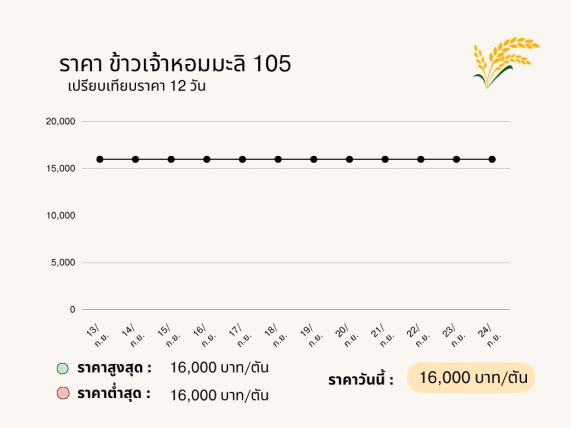 ราคา ข้าวเจ้าหอมมะลิ 105
เปรียบเทียบราคา 12 วัน
20,000
15,000
10,000
5,000
0
13/ก.ย.
14/ก.ย.
15/ก.ย.
16/ก.ย.
17/ก.ย.
18/ก.ย.
19/ก.ย.
20/ก.ย.
21/ก.ย.
22/ก.ย.
23/ก.ย.
24/ก.ย.
ราคาสูงสุด : 16,000 บาท/ตัน
ราคาต่ำสุด : 16,000 บาท/ตัน
ราคาวันนี้ : 16,000 บาท/ตัน